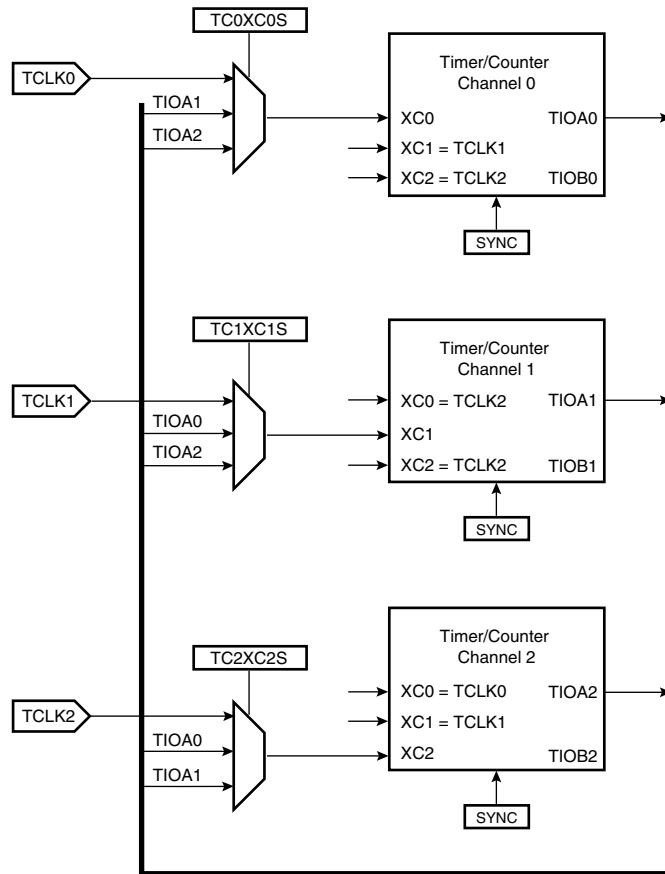 TC0XC0S
TCLK0
TIOA1
TIOA2
Timer/Counter
Channel 0
XC0
TIOA0
XC1 = TCLK1
XC2 = TCLK2
TIOB0
SYNC
TC1XC1S
TCLK1
TIOA0
TIOA2
Timer/Counter
Channel 1
XC0 = TCLK2
TIOA1
XC1
XC2 = TCLK2
TIOB1
SYNC
TC2XC2S
TCLK2
TIOA0
TIOA1
Timer/Counter
Channel 2
XC0 = TCLK0
TIOA2
XC1 = TCLK1
XC2
TIOB2
SYNC